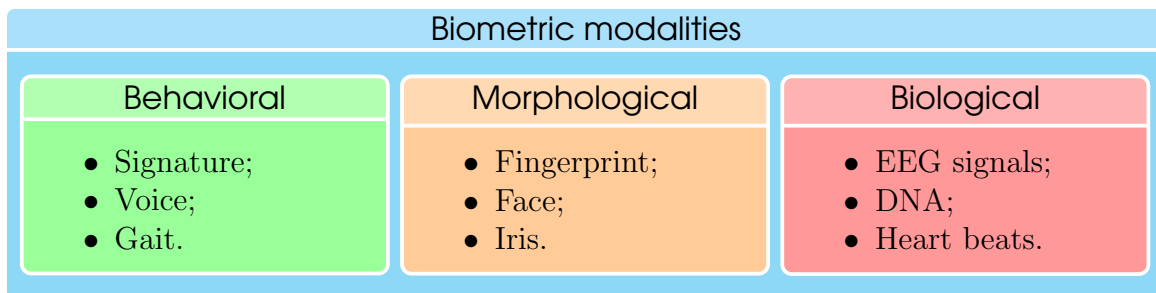 Biometric modalities
Behavioral
• Signature;
• Voice;
• Gait.
Morphological
• Fingerprint;
• Face;
• Iris.
Biological
• EEG signals;
• DNA;
• Heart beats.